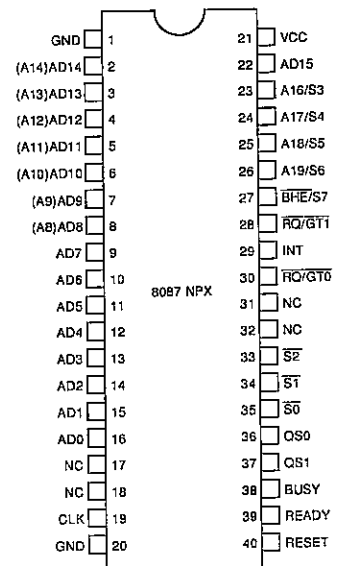 GND 1 21 VCC
(A14)AD14 2 22 AD15
(A13)AD13 3 23 A16/S3
(A12)AD12 4 24 A17/S4
(A11)AD11 5 25 A18/S5
(A10)AD10 6 26 A19/S6
(A9)AD9 7 27 BHE/S7
(A8)AD8 8 28 RQ/GT1
AD7 9 29 INT
AD6 10 30 RQ/GT0
8087 NPX
AD5 11 31 NC
AD4 12 32 NC
AD3 13 33 S2
AD2 14 34 S1
AD1 15 35 S0
AD0 16 36 QS0
NC 17 37 QS1
NC 18 38 BUSY
CLK 19 39 READY
GND 20 40 RESET